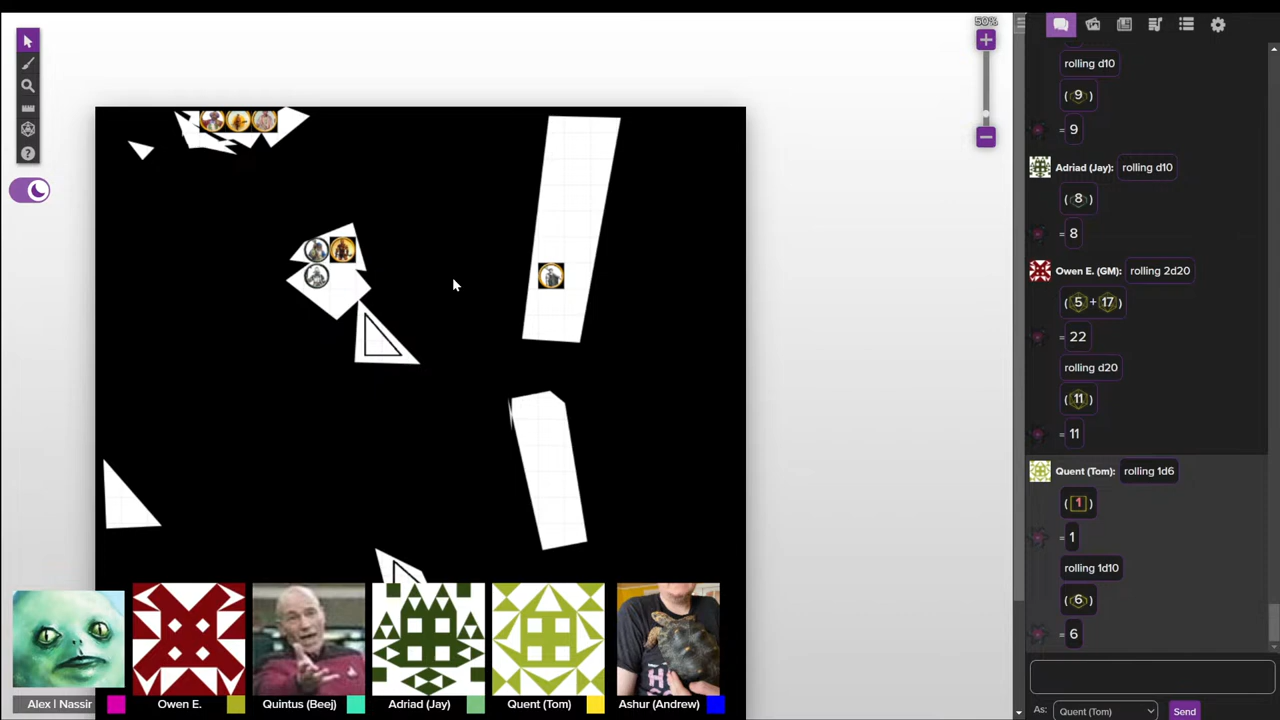 50%
rolling d10
(9)
= 9
Adriad (Jay): rolling d10
(8)
= 8
Owen E. (GM): rolling 2d20
(5 + 17)
= 22
rolling d20
(11)
= 11
Quent (Tom): rolling 1d6
(1)
= 1
rolling 1d10
(6)
= 6
Alex | Nassir
Owen E.
Quintus (Beej)
Adriad (Jay)
Quent (Tom)
Ashur (Andrew)
As: Quent (Tom) Send